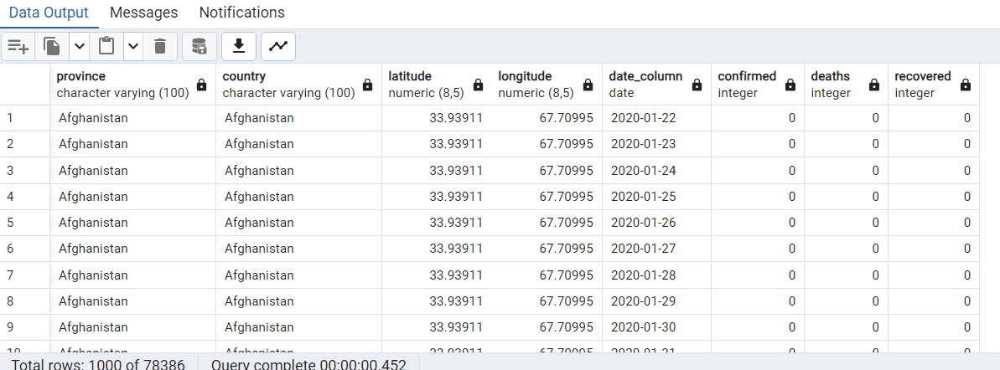 Data Output Messages Notifications
province country latitude longitude date_column confirmed deaths recovered
character varying (100) character varying (100) numeric (8,5) numeric (8,5) date integer integer integer
1 Afghanistan Afghanistan 33.93911 67.70995 2020-01-22 0 0 0
2 Afghanistan Afghanistan 33.93911 67.70995 2020-01-23 0 0 0
3 Afghanistan Afghanistan 33.93911 67.70995 2020-01-24 0 0 0
4 Afghanistan Afghanistan 33.93911 67.70995 2020-01-25 0 0 0
5 Afghanistan Afghanistan 33.93911 67.70995 2020-01-26 0 0 0
6 Afghanistan Afghanistan 33.93911 67.70995 2020-01-27 0 0 0
7 Afghanistan Afghanistan 33.93911 67.70995 2020-01-28 0 0 0
8 Afghanistan Afghanistan 33.93911 67.70995 2020-01-29 0 0 0
9 Afghanistan Afghanistan 33.93911 67.70995 2020-01-30 0 0 0
10 Afghanistan Afghanistan 33.93911 67.70995 2020-01-31 0 0 0
Total rows: 1000 of 78386 Query complete 00:00:00.452